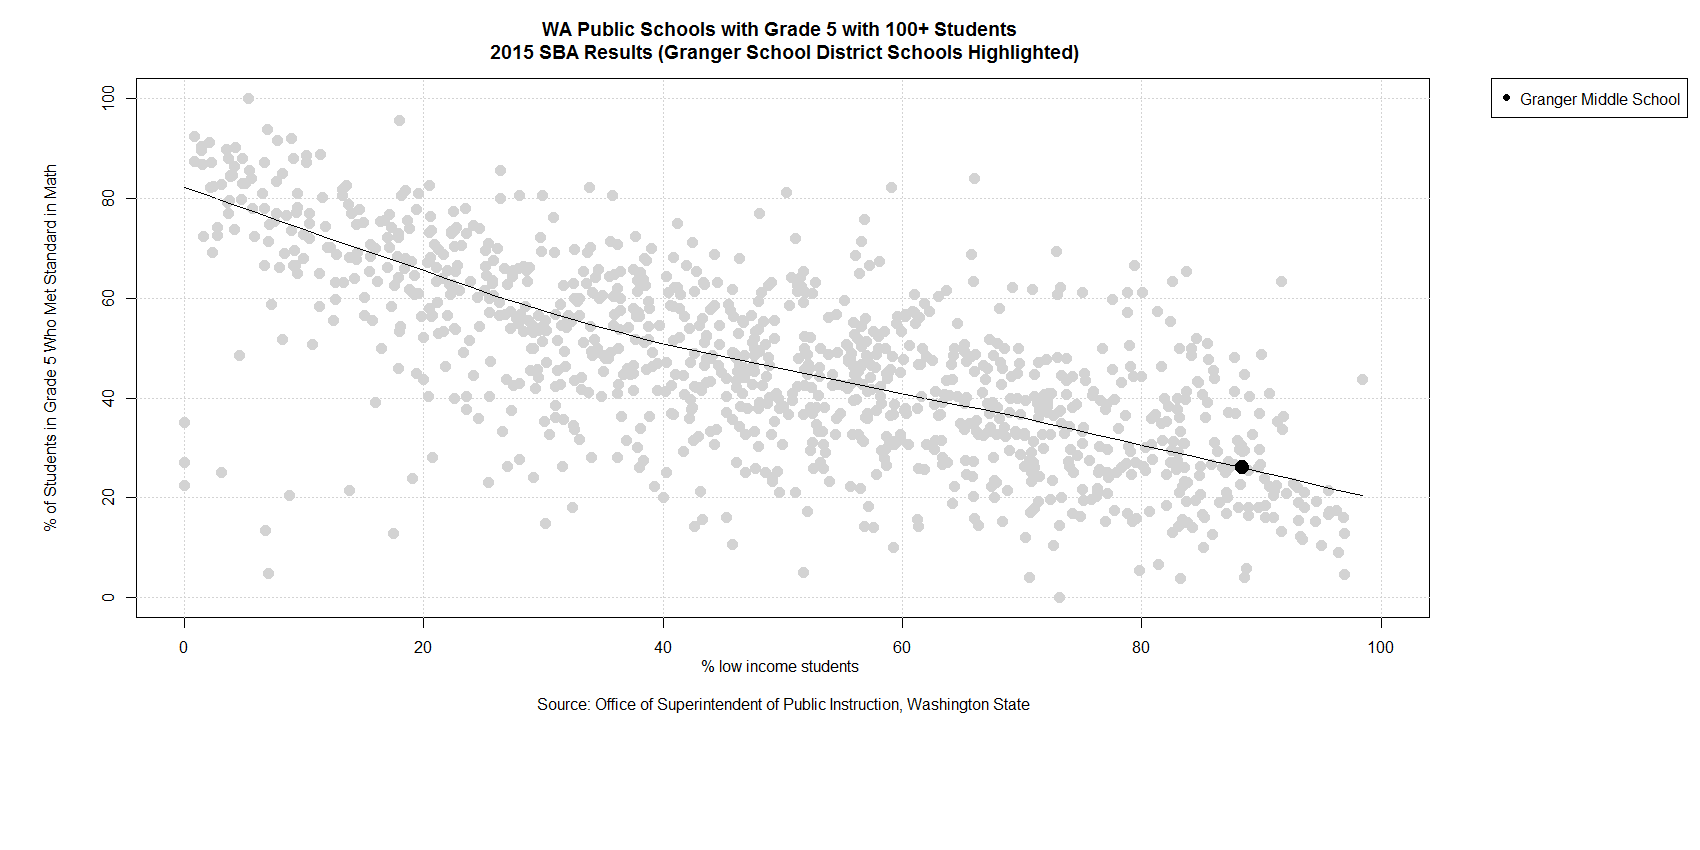 WA Public Schools with Grade 5 with 100+ Students
2015 SBA Results (Granger School District Schools Highlighted)
Granger Middle School
% of Students in Grade 5 Who Met Standard in Math
100
80
60
40
20
0
0 20 40 60 80 100
% low income students
Source: Office of Superintendent of Public Instruction, Washington State